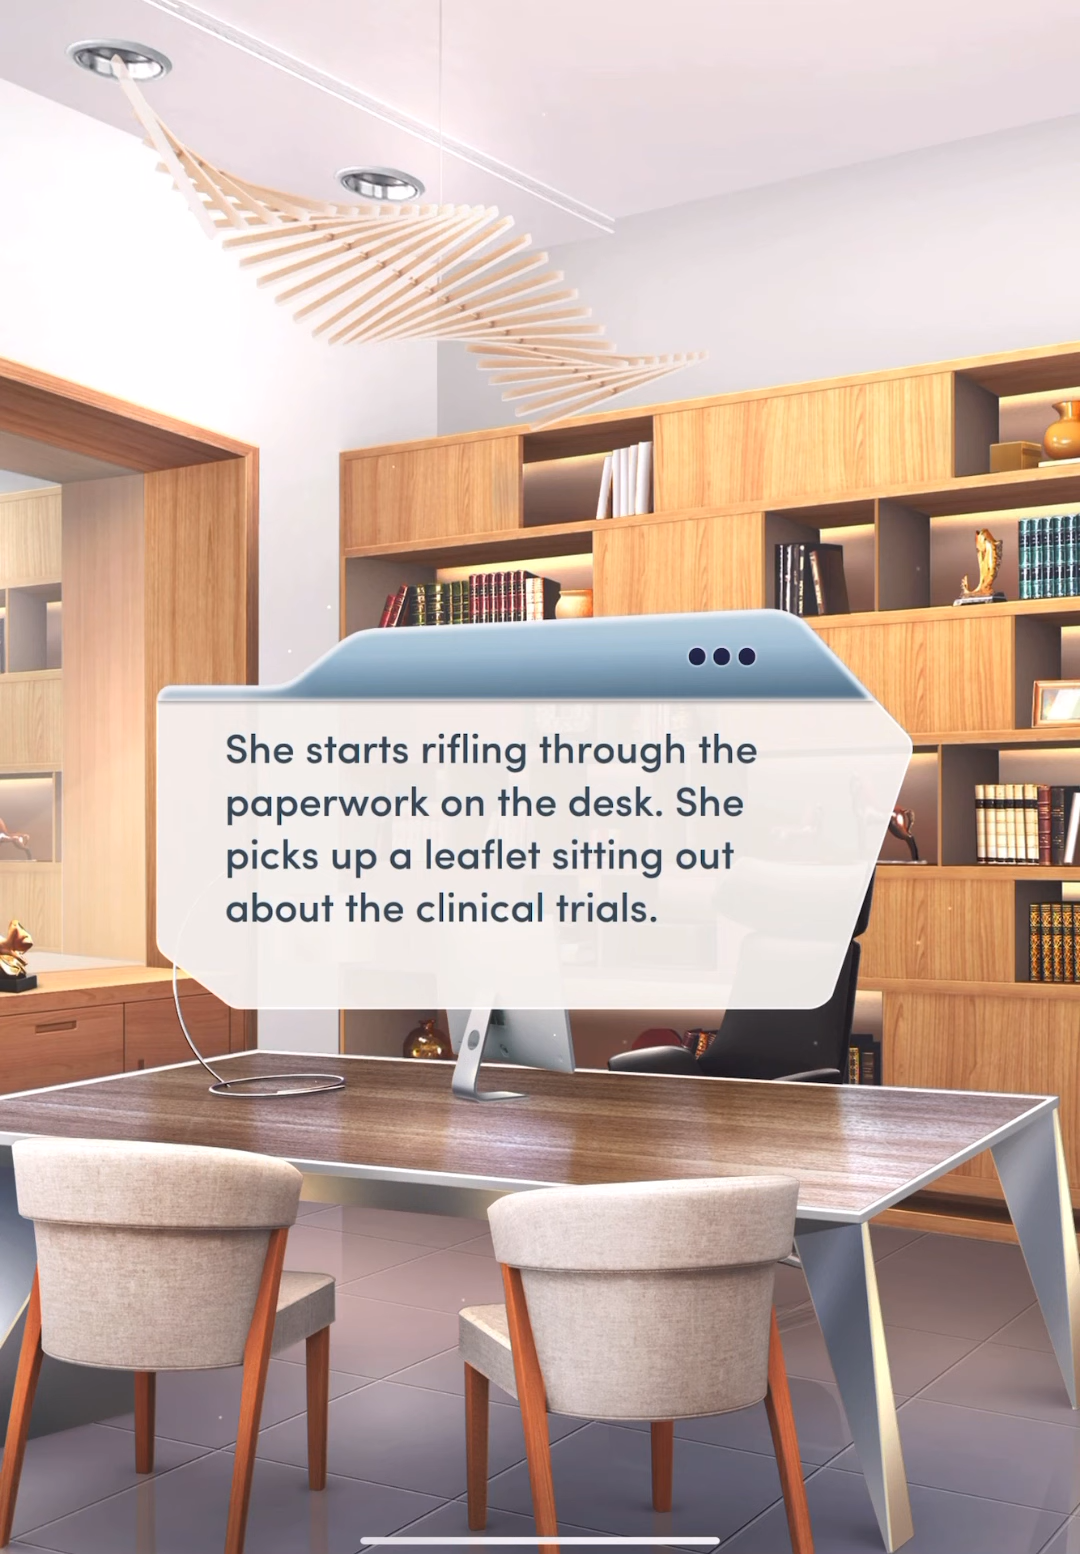 She starts rifling through the
paperwork on the desk. She
picks up a leaflet sitting out
about the clinical trials.